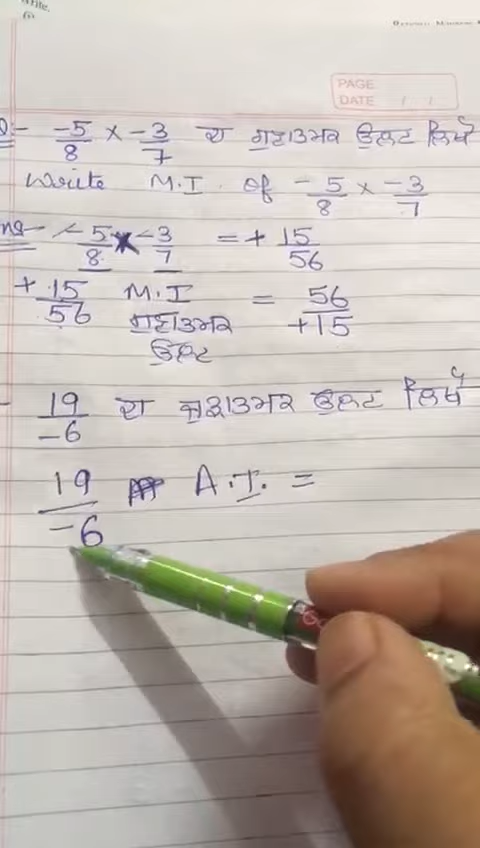 PAGE
DATE / /
Q:- -5/8 × -3/7 ਦਾ ਗੁਣਾਤਮਕ ਉਲਟ ਲਿਖੋ
Write M.I. of -5/8 × -3/7
Ans- -5/8 × -3/7 = + 15/56
+15/56 M.I = 56/+15
ਗੁਣਾਤਮਕ
ਉਲਟ
- 19/-6 ਦਾ ਉਲਟ ਲਿਖੋ
19/-6 A.I. =